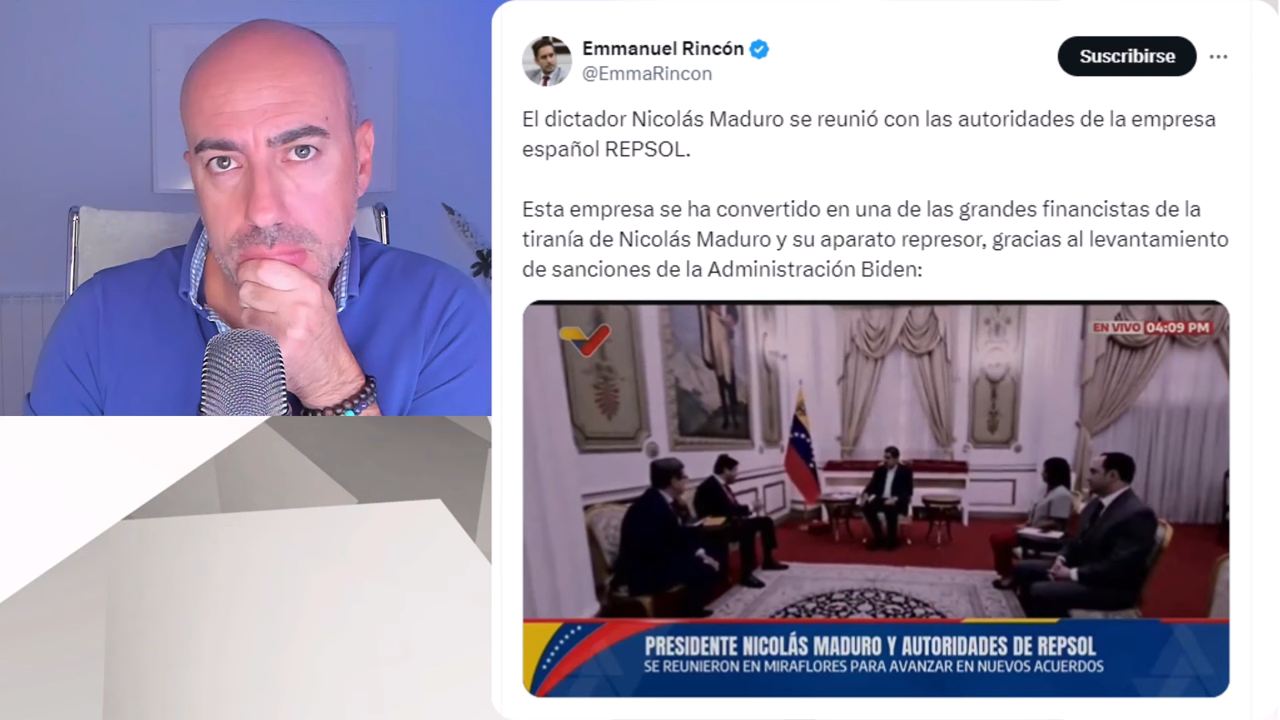 Emmanuel Rincón
@EmmaRincon
Suscribirse
El dictador Nicolás Maduro se reunió con las autoridades de la empresa
español REPSOL.
Esta empresa se ha convertido en una de las grandes financistas de la
tiranía de Nicolás Maduro y su aparato represor, gracias al levantamiento
de sanciones de la Administración Biden:
EN VIVO 04:09 PM
PRESIDENTE NICOLÁS MADURO Y AUTORIDADES DE REPSOL
SE REUNIERON EN MIRAFLORES PARA AVANZAR EN NUEVOS ACUERDOS